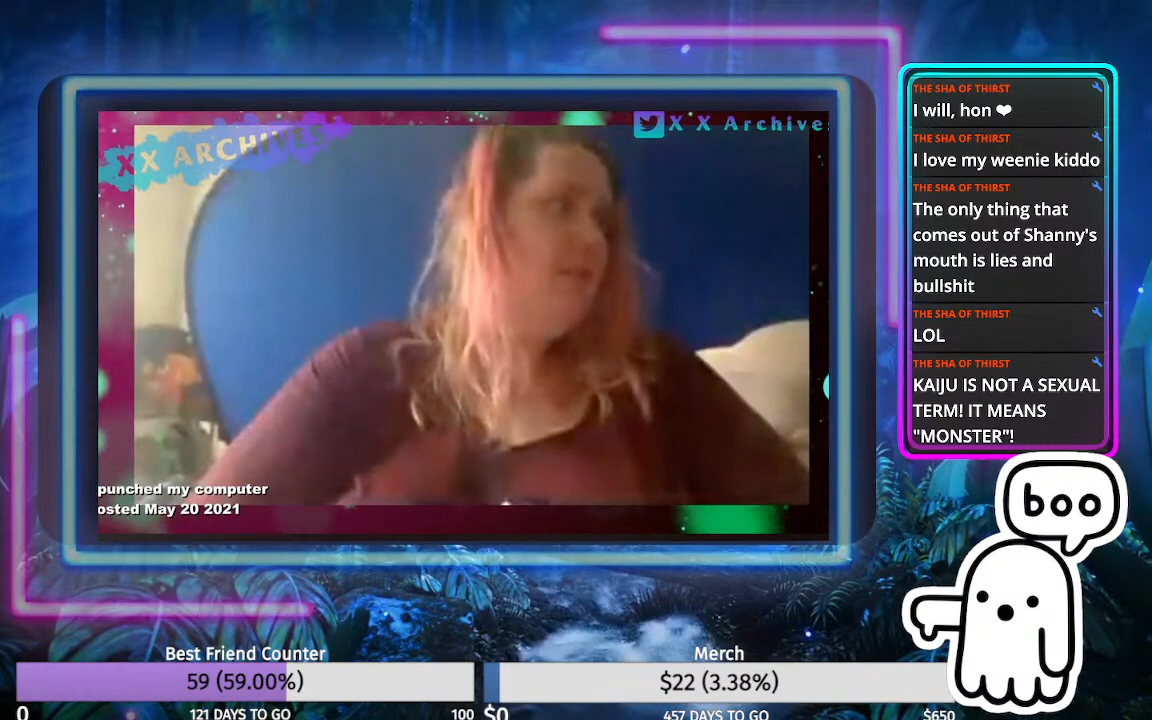 XX ARCHIVES
X X Archive
punched my computer
osted May 20 2021
THE SHA OF THIRST
I will, hon ❤
THE SHA OF THIRST
I love my weenie kiddo
THE SHA OF THIRST
The only thing that
comes out of Shanny's
mouth is lies and
bullshit
THE SHA OF THIRST
LOL
THE SHA OF THIRST
KAIJU IS NOT A SEXUAL
TERM! IT MEANS
"MONSTER"!
boo
Best Friend Counter
59 (59.00%)
0 121 DAYS TO GO 100
Merch
$22 (3.38%)
$0 457 DAYS TO GO $650